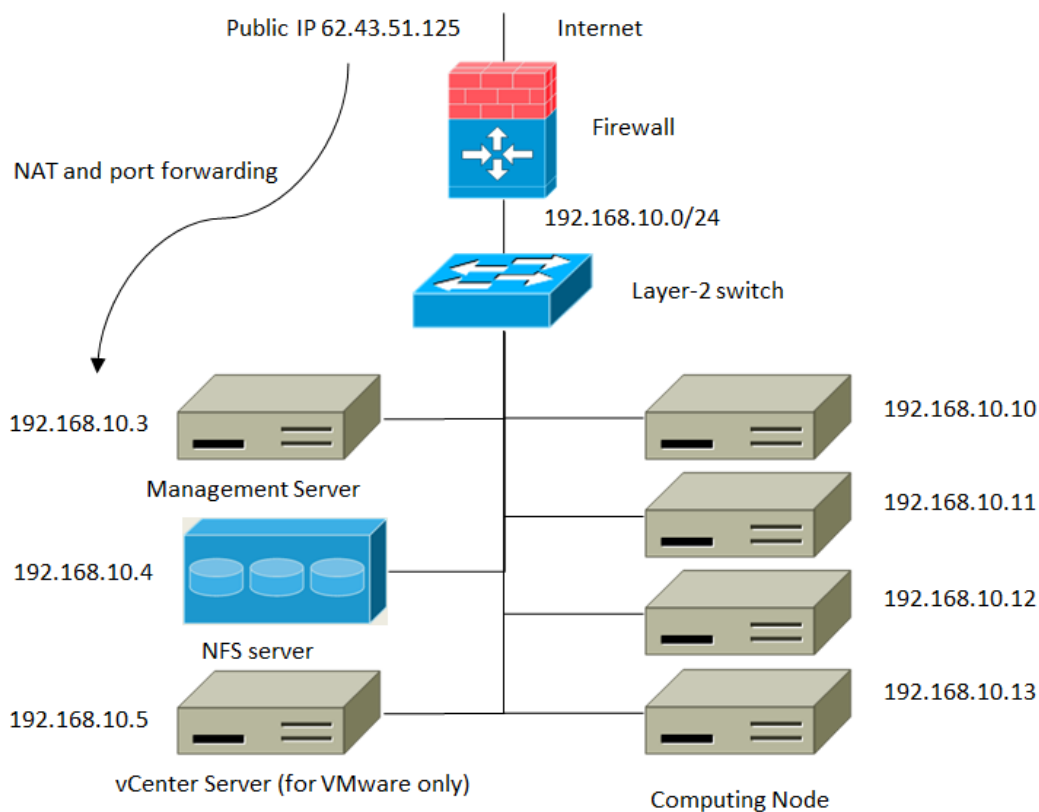 Public IP 62.43.51.125
Internet
Firewall
NAT and port forwarding
192.168.10.0/24
Layer-2 switch
192.168.10.3
Management Server
192.168.10.10
192.168.10.11
192.168.10.4
NFS server
192.168.10.12
192.168.10.5
vCenter Server (for VMware only)
192.168.10.13
Computing Node